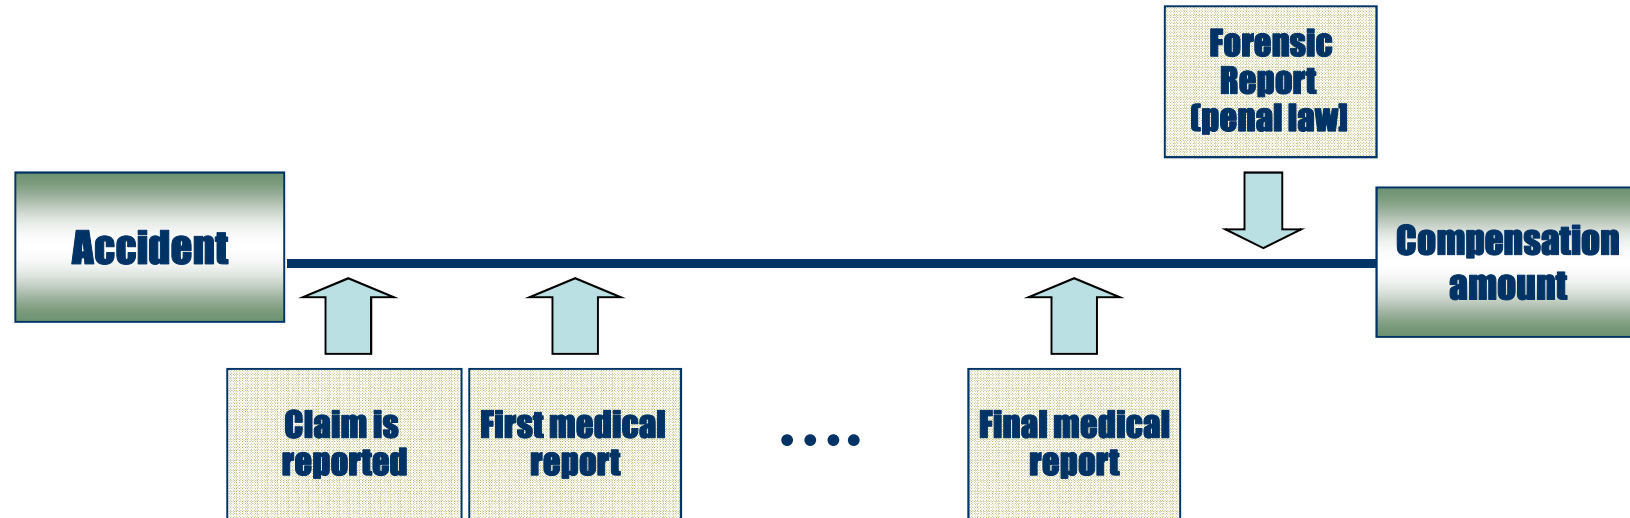 Forensic
Report
(penal law)
Accident
Compensation
amount
Claim is
reported
First medical
report
....
Final medical
report